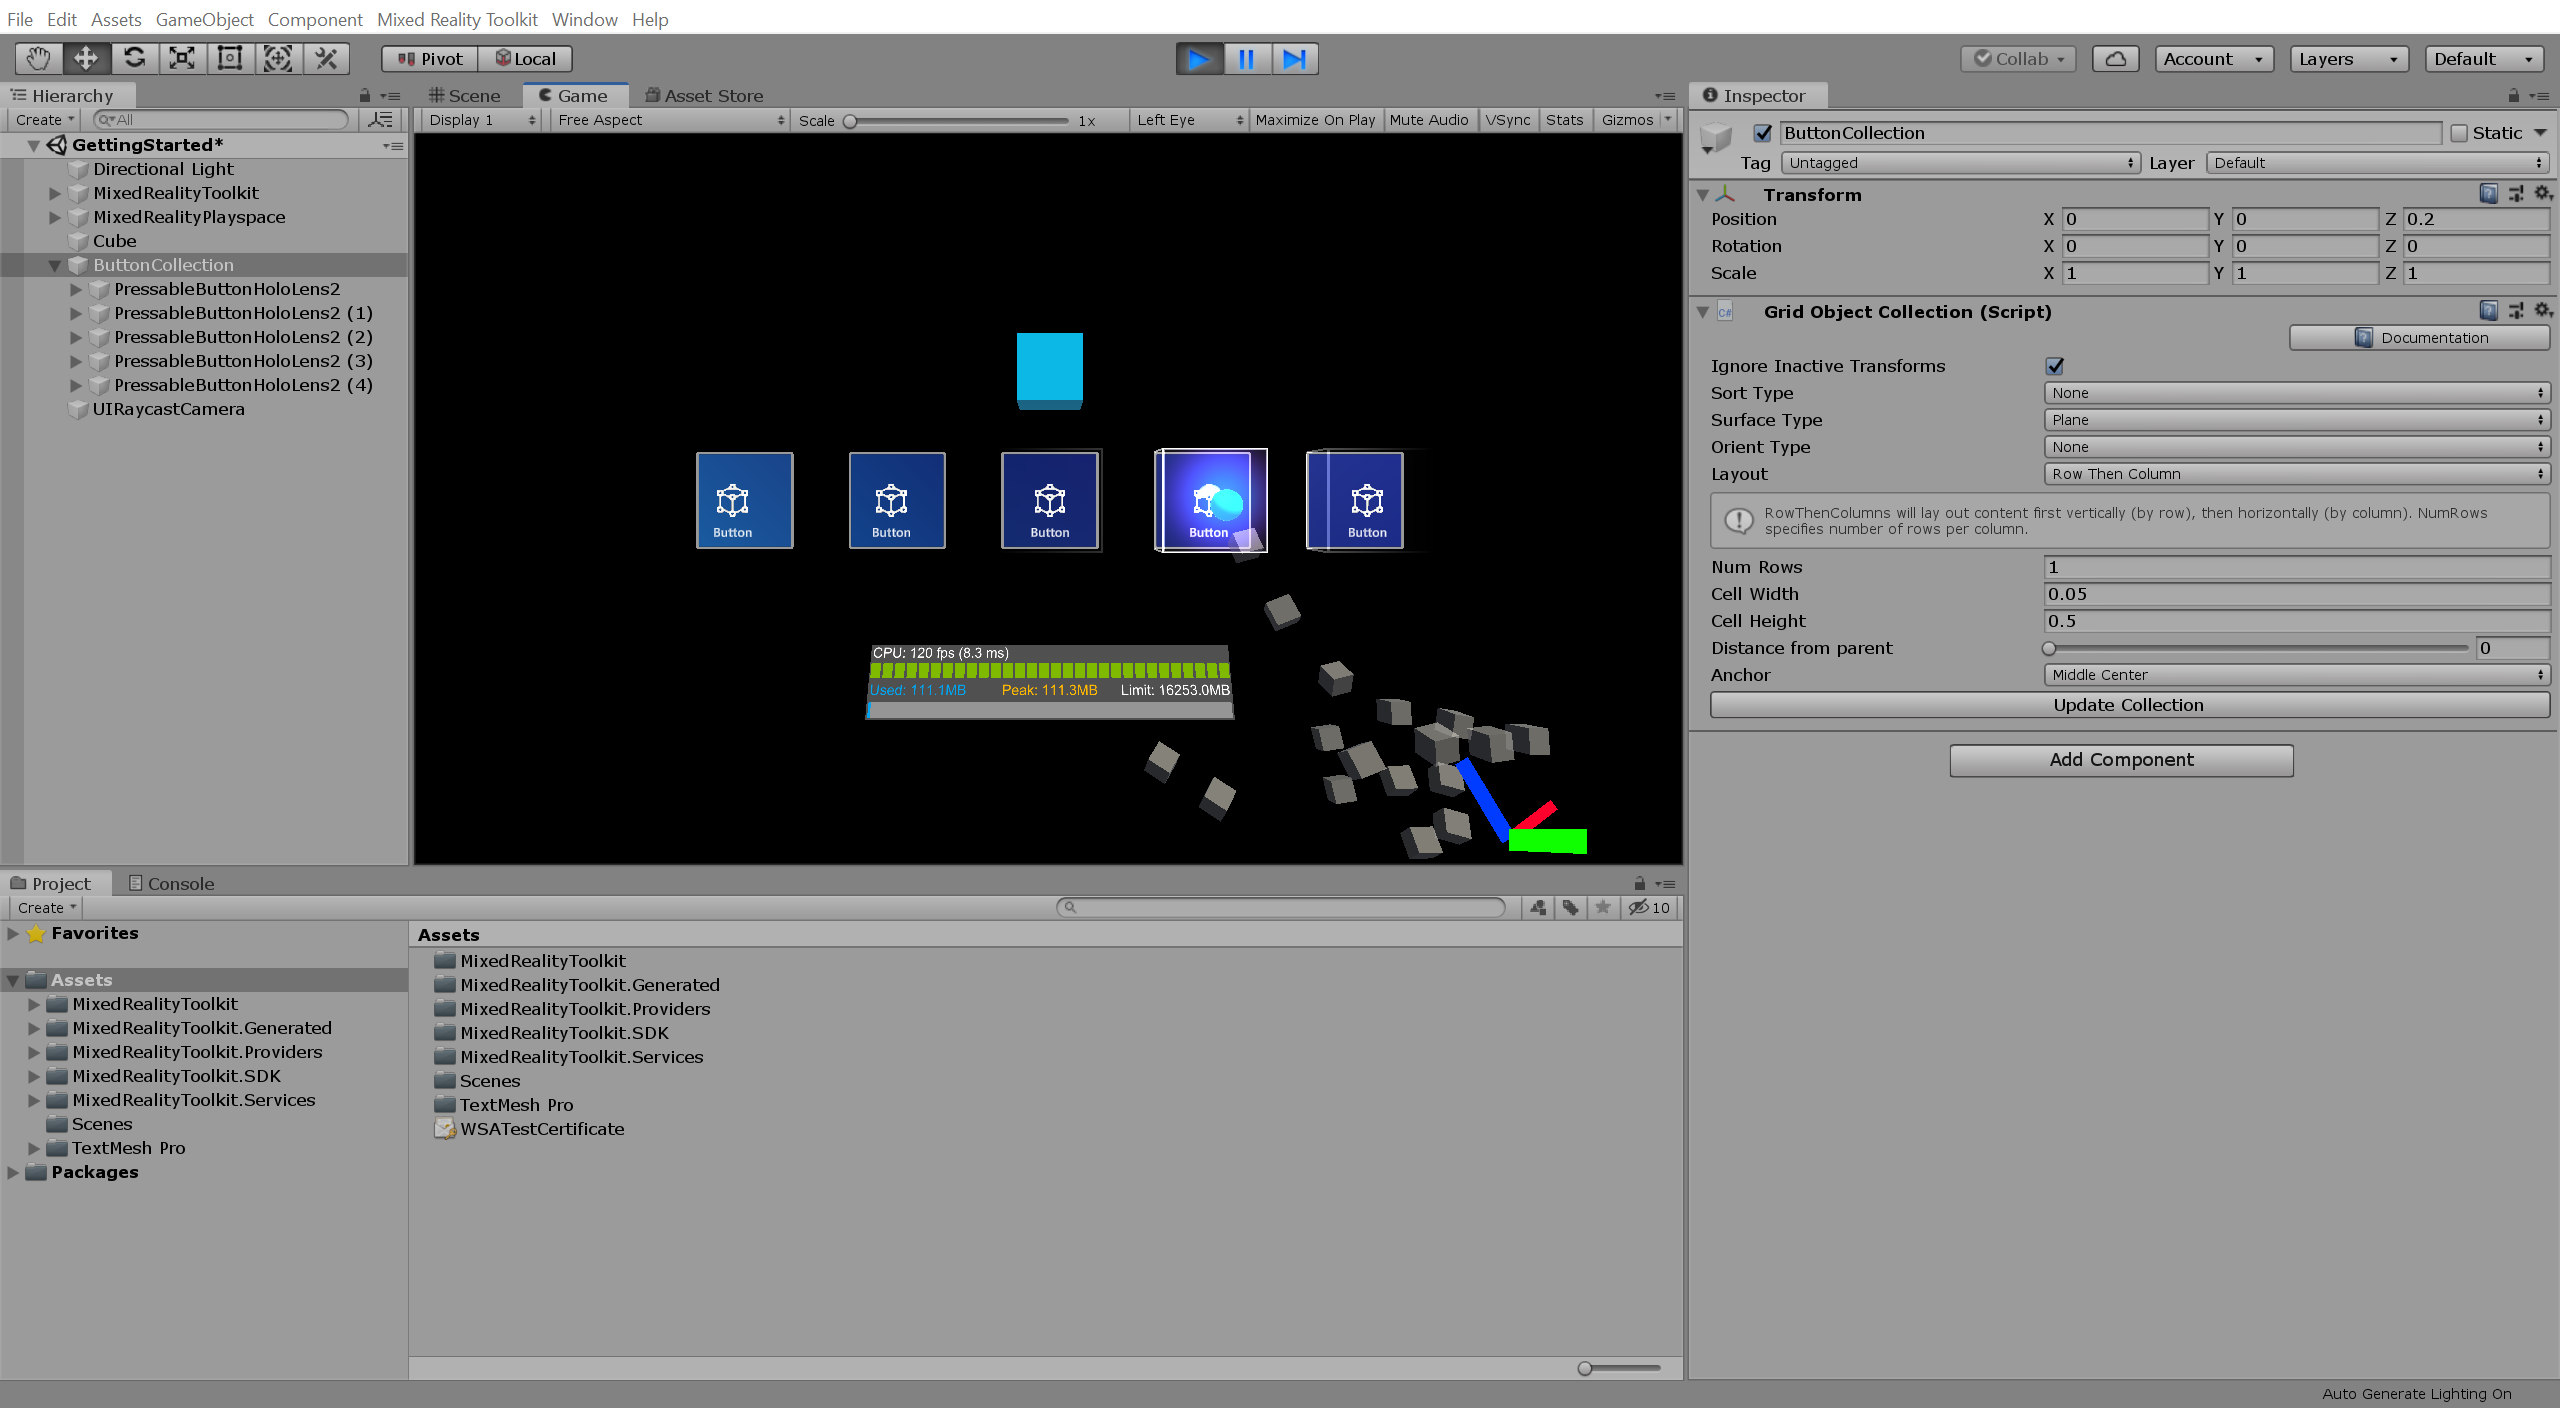 File Edit Assets GameObject Component Mixed Reality Toolkit Window Help
Pivot Local
Collab Account Layers Default
Hierarchy
Create All
GettingStarted*
Directional Light
MixedRealityToolkit
MixedRealityPlayspace
Cube
ButtonCollection
PressableButtonHoloLens2
PressableButtonHoloLens2 (1)
PressableButtonHoloLens2 (2)
PressableButtonHoloLens2 (3)
PressableButtonHoloLens2 (4)
UIRaycastCamera
Scene Game Asset Store
Display 1 Free Aspect Scale 1x Left Eye Maximize On Play Mute Audio VSync Stats Gizmos
Button Button Button Button Button
CPU: 120 fps (8.3 ms)
Used: 111.1MB Peak: 111.3MB Limit: 16253.0MB
Inspector
ButtonCollection Static
Tag Untagged Layer Default
Transform
Position X 0 Y 0 Z 0.2
Rotation X 0 Y 0 Z 0
Scale X 1 Y 1 Z 1
C# Grid Object Collection (Script)
Documentation
Ignore Inactive Transforms
Sort Type None
Surface Type Plane
Orient Type None
Layout Row Then Column
RowThenColumns will lay out content first vertically (by row), then horizontally (by column). NumRows
specifies number of rows per column.
Num Rows 1
Cell Width 0.05
Cell Height 0.5
Distance from parent 0
Anchor Middle Center
Update Collection
Add Component
Project Console
Create 10
Favorites
Assets
MixedRealityToolkit
MixedRealityToolkit.Generated
MixedRealityToolkit.Providers
MixedRealityToolkit.SDK
MixedRealityToolkit.Services
Scenes
TextMesh Pro
Packages
Assets
MixedRealityToolkit
MixedRealityToolkit.Generated
MixedRealityToolkit.Providers
MixedRealityToolkit.SDK
MixedRealityToolkit.Services
Scenes
TextMesh Pro
WSATestCertificate
Auto Generate Lighting On